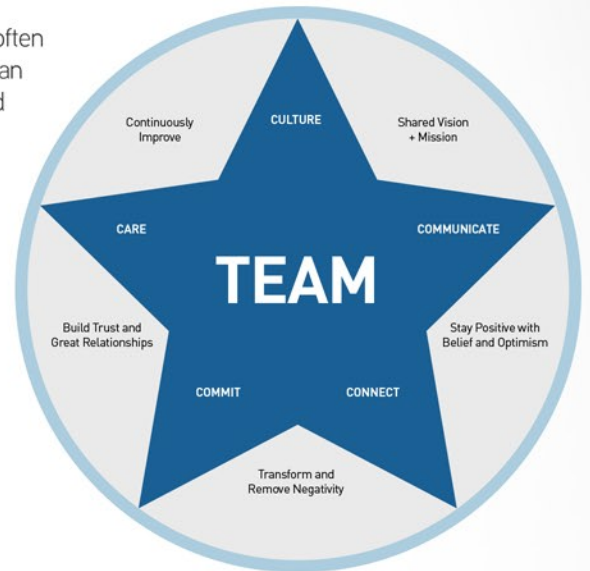 often
an
d
CULTURE
Continuously
Improve
Shared Vision
+ Mission
CARE
COMMUNICATE
TEAM
Build Trust and
Great Relationships
Stay Positive with
Belief and Optimism
COMMIT
CONNECT
Transform and
Remove Negativity